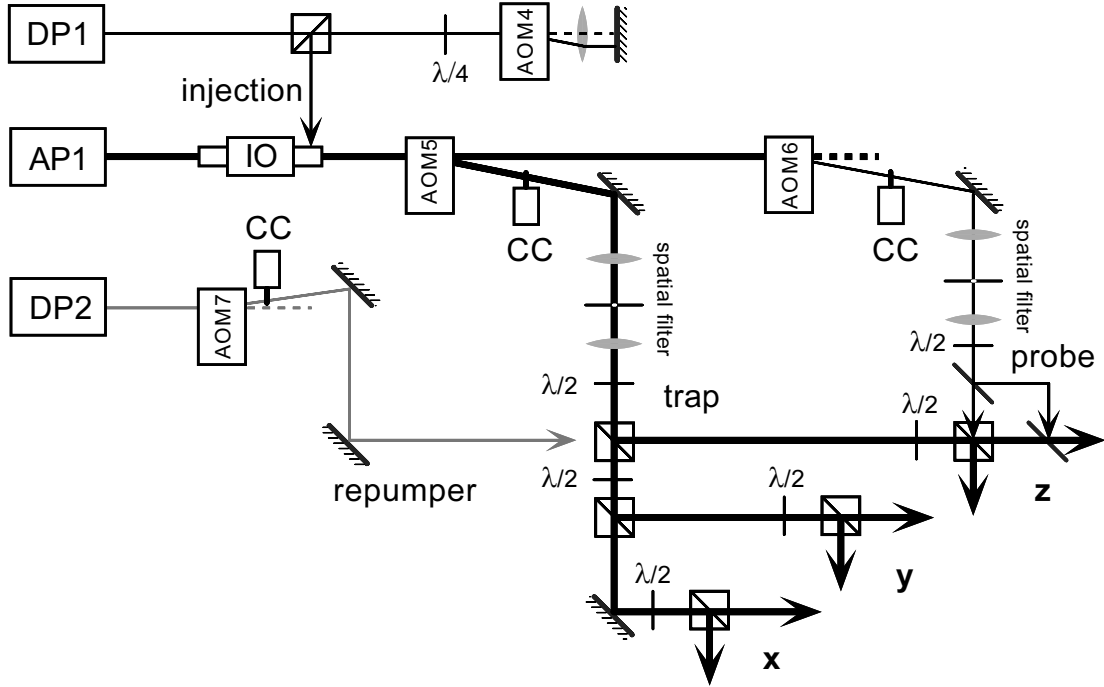 DP1
AOM4
λ/4
injection
AP1
IO
AOM5
AOM6
CC
CC
CC
spatial filter
spatial filter
DP2
AOM7
λ/2
probe
λ/2
trap
λ/2
repumper
λ/2
λ/2
z
λ/2
y
x